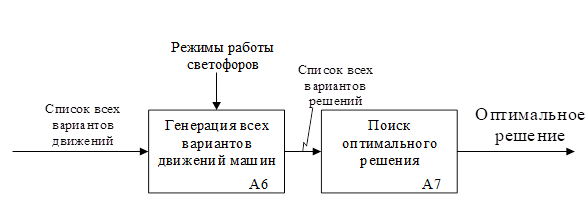 Режимы работы
светофоров
Список всех
вариантов
движений
Генерация всех
вариантов
движений машин
А6
Список всех
вариантов
решений
Поиск
оптимального
решения
А7
Оптимальное
решение